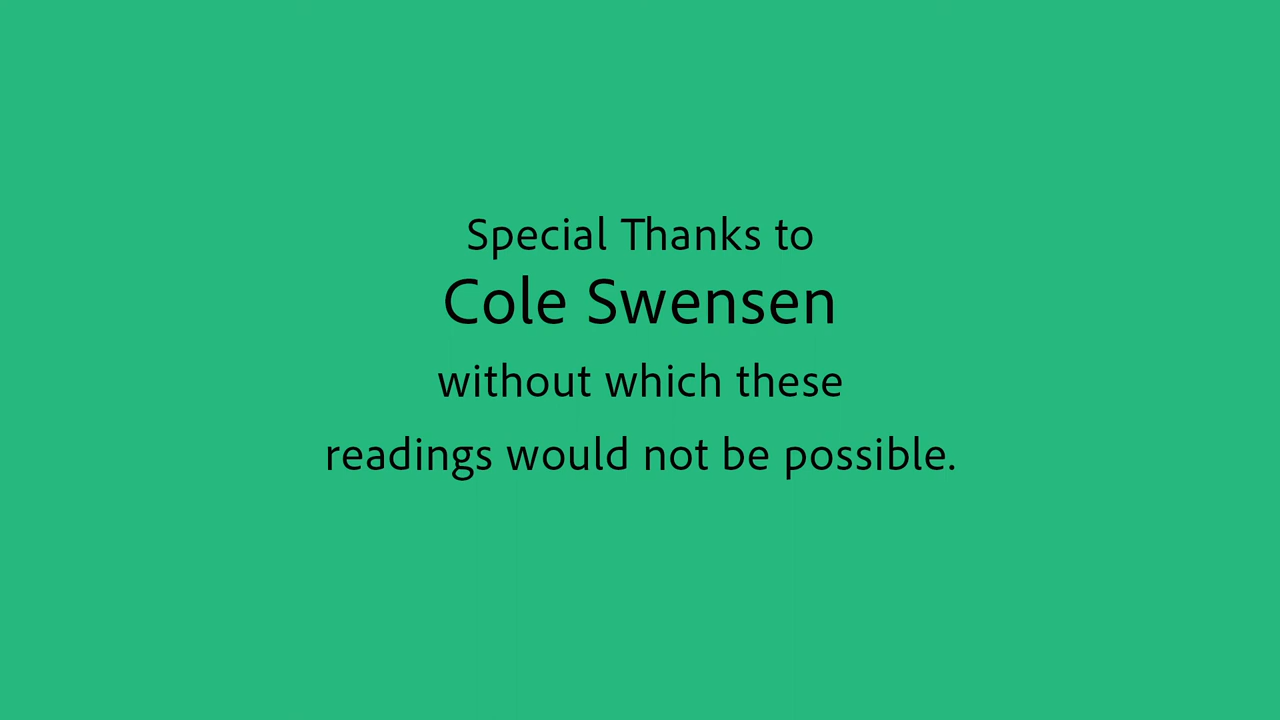 Special Thanks to
Cole Swensen
without which these
readings would not be possible.